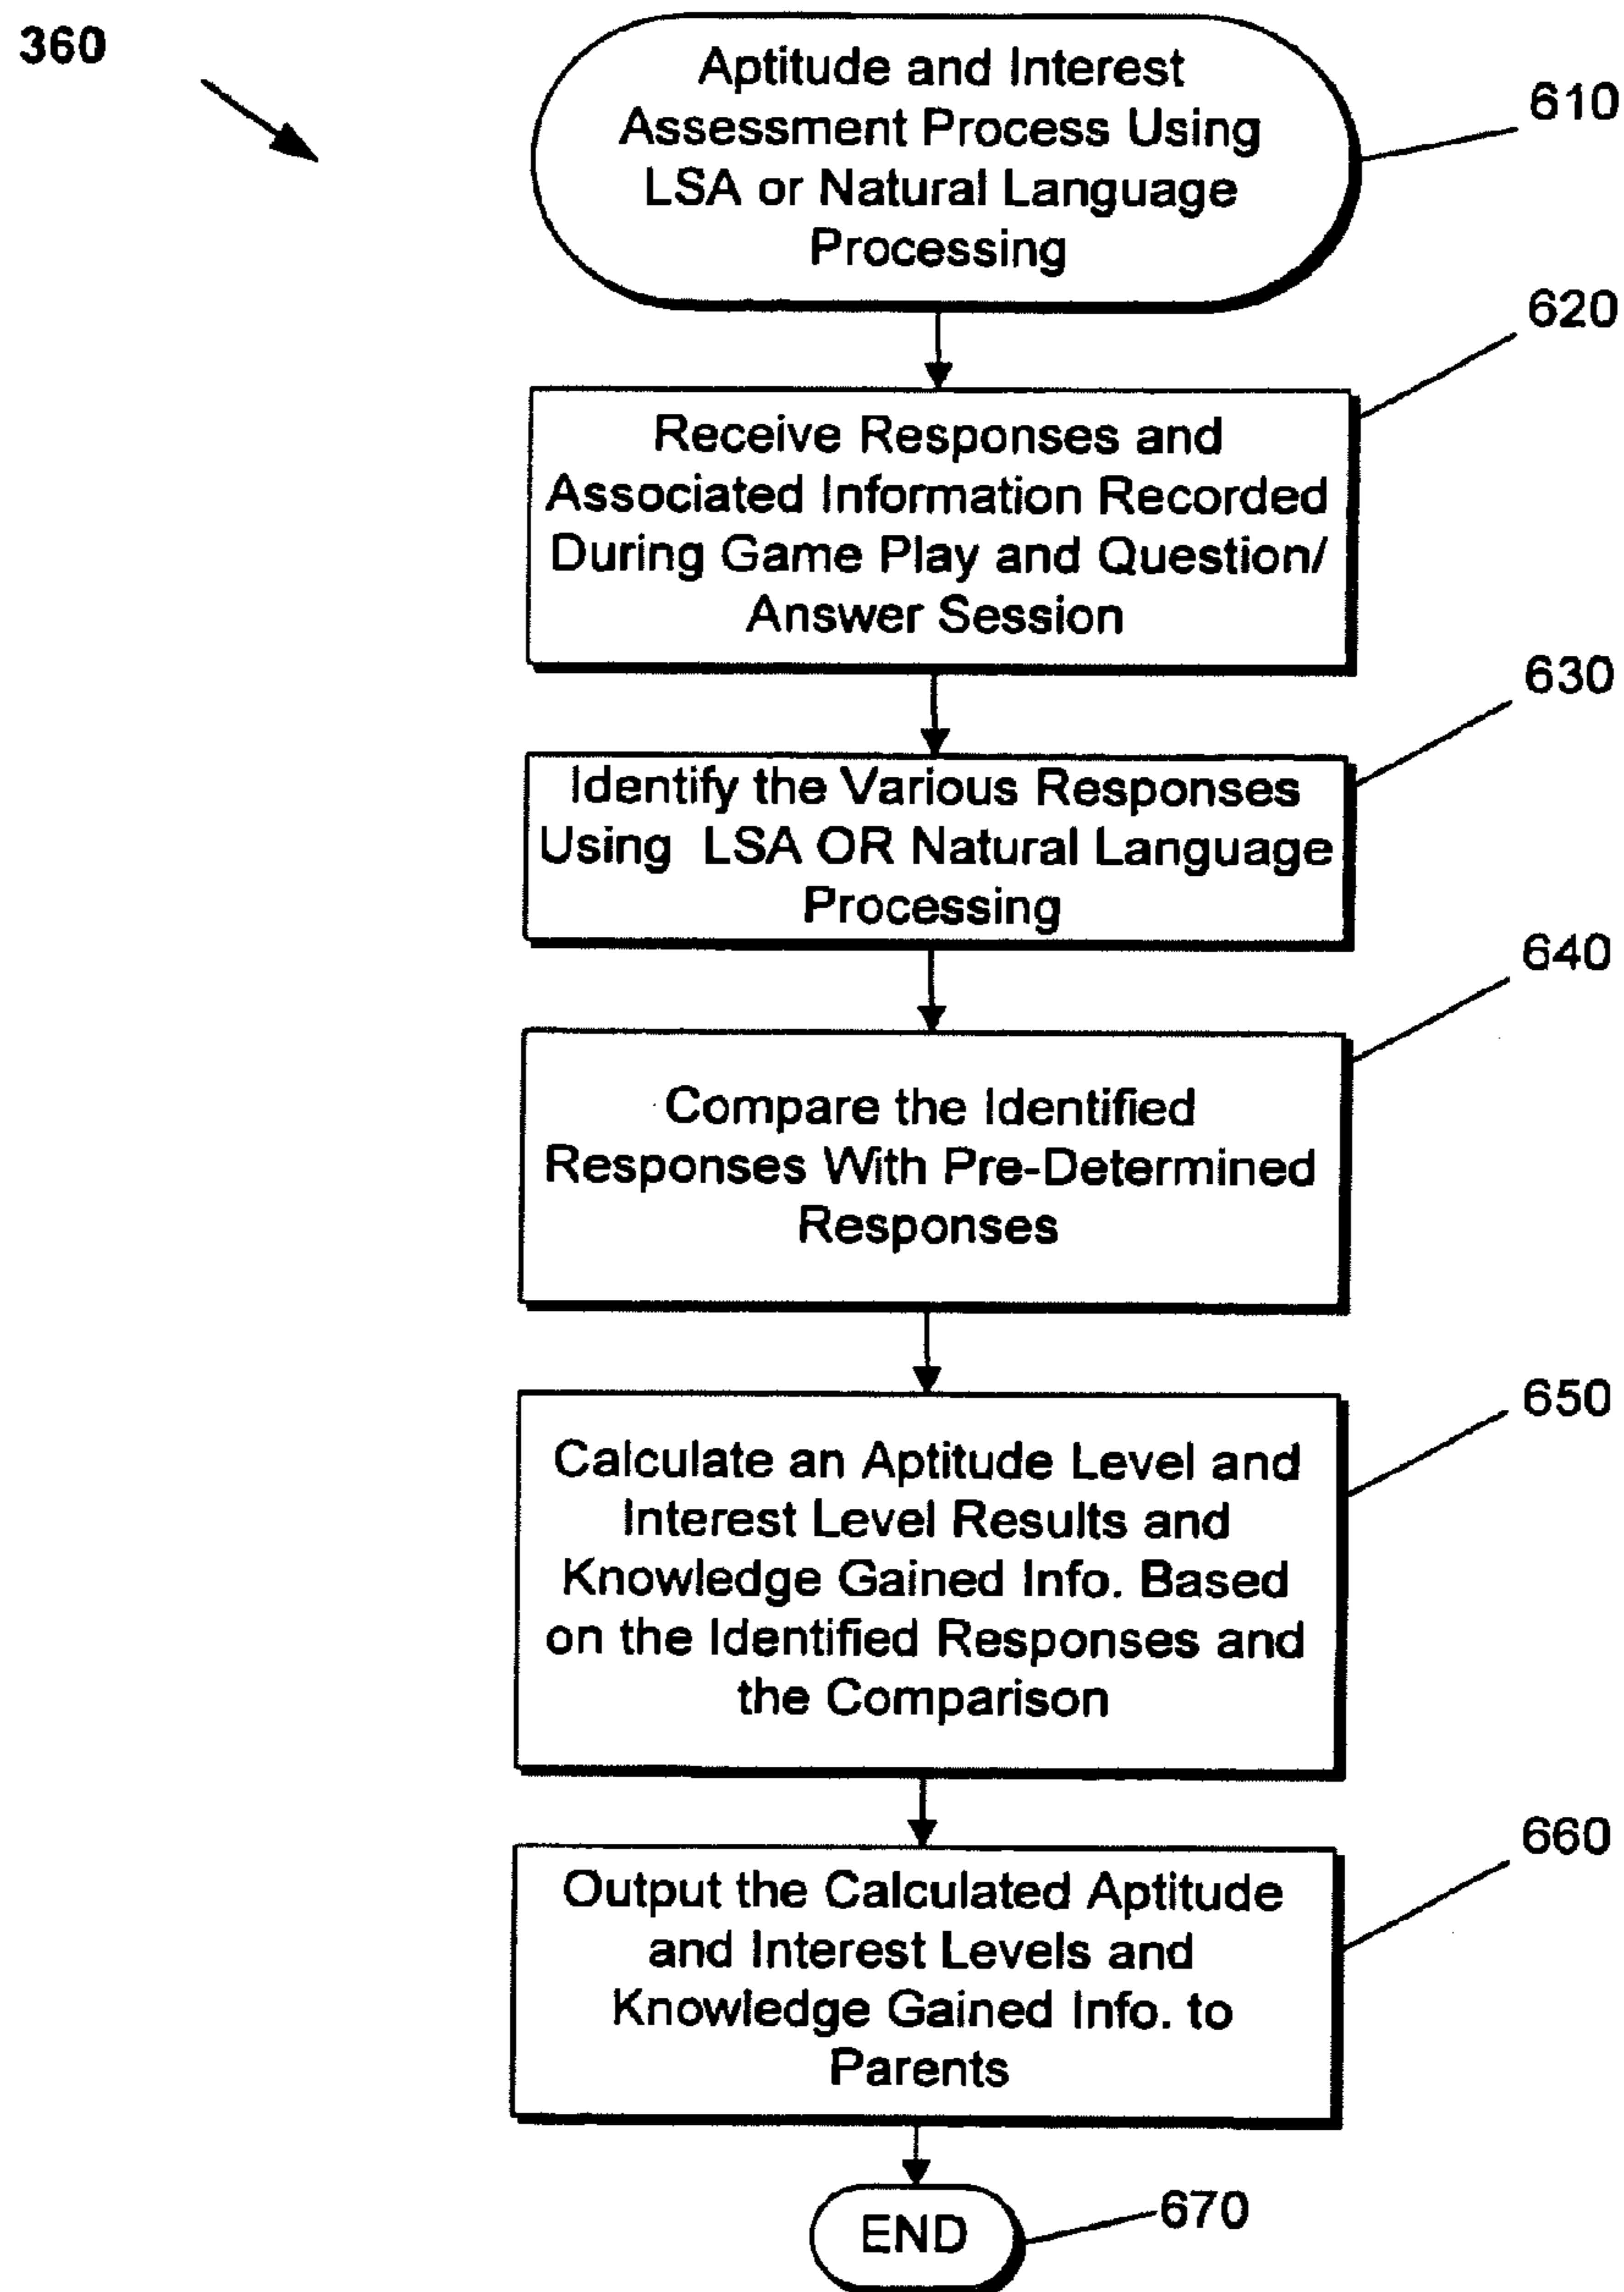 360
Aptitude and Interest
Assessment Process Using
LSA or Natural Language
Processing
610
Receive Responses and
Associated Information Recorded
During Game Play and Question/
Answer Session
620
Identify the Various Responses
Using LSA OR Natural Language
Processing
630
Compare the Identified
Responses With Pre-Determined
Responses
640
Calculate an Aptitude Level and
Interest Level Results and
Knowledge Gained Info. Based
on the Identified Responses and
the Comparison
650
Output the Calculated Aptitude
and Interest Levels and
Knowledge Gained Info. to
Parents
660
END
670